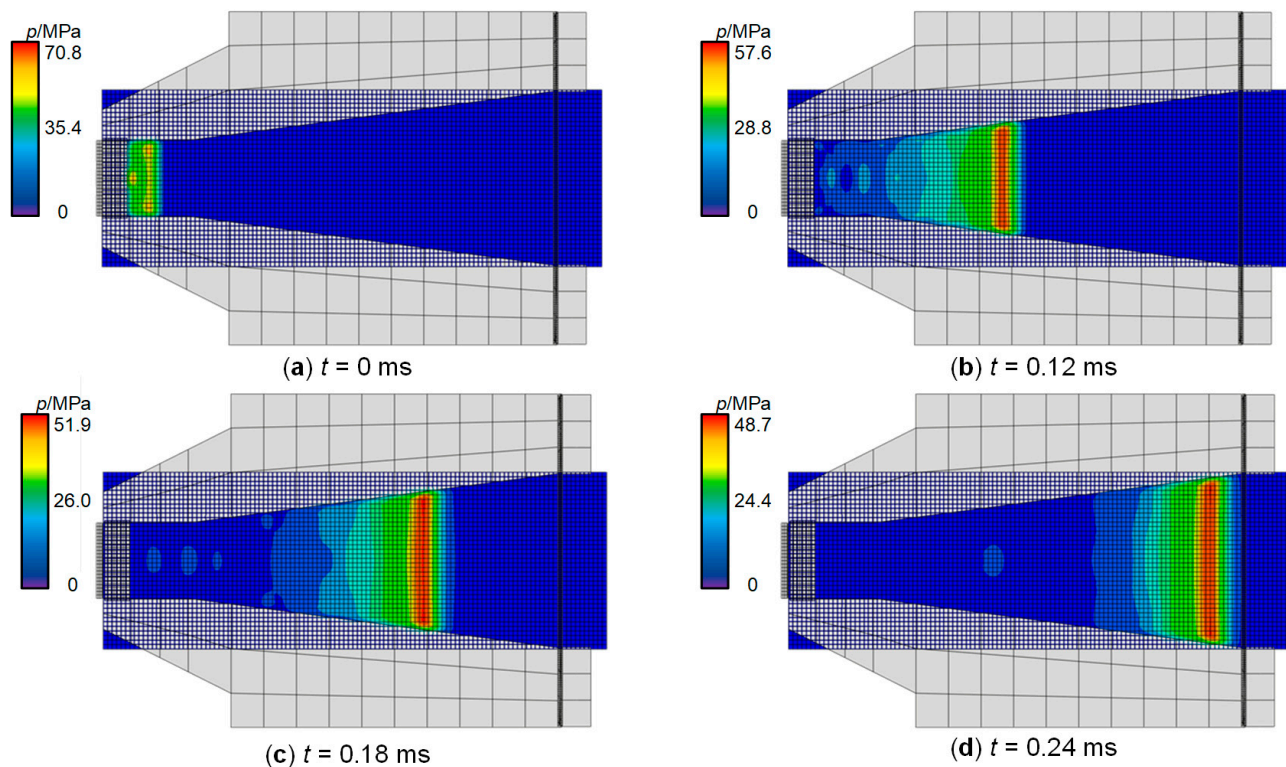 p/MPa
70.8
35.4
0
(a) t = 0 ms
p/MPa
57.6
28.8
0
(b) t = 0.12 ms
p/MPa
51.9
26.0
0
(c) t = 0.18 ms
p/MPa
48.7
24.4
0
(d) t = 0.24 ms